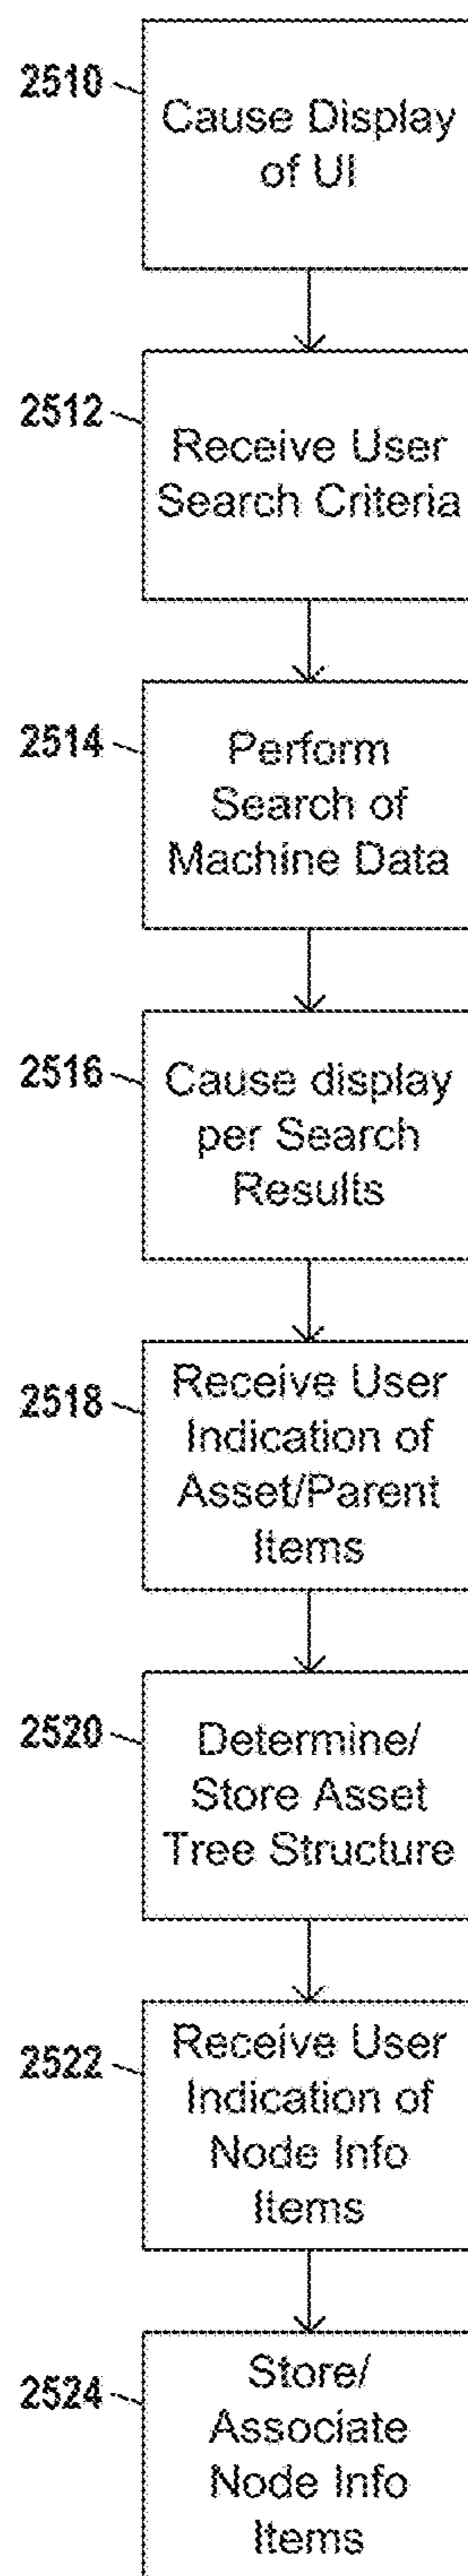 2510
Cause Display
of UI
2512
Receive User
Search Criteria
2514
Perform
Search of
Machine Data
2516
Cause display
per Search
Results
2518
Receive User
Indication of
Asset/Parent
Items
2520
Determine/
Store Asset
Tree Structure
2522
Receive User
Indication of
Node Info
Items
2524
Store/
Associate
Node Info
Items